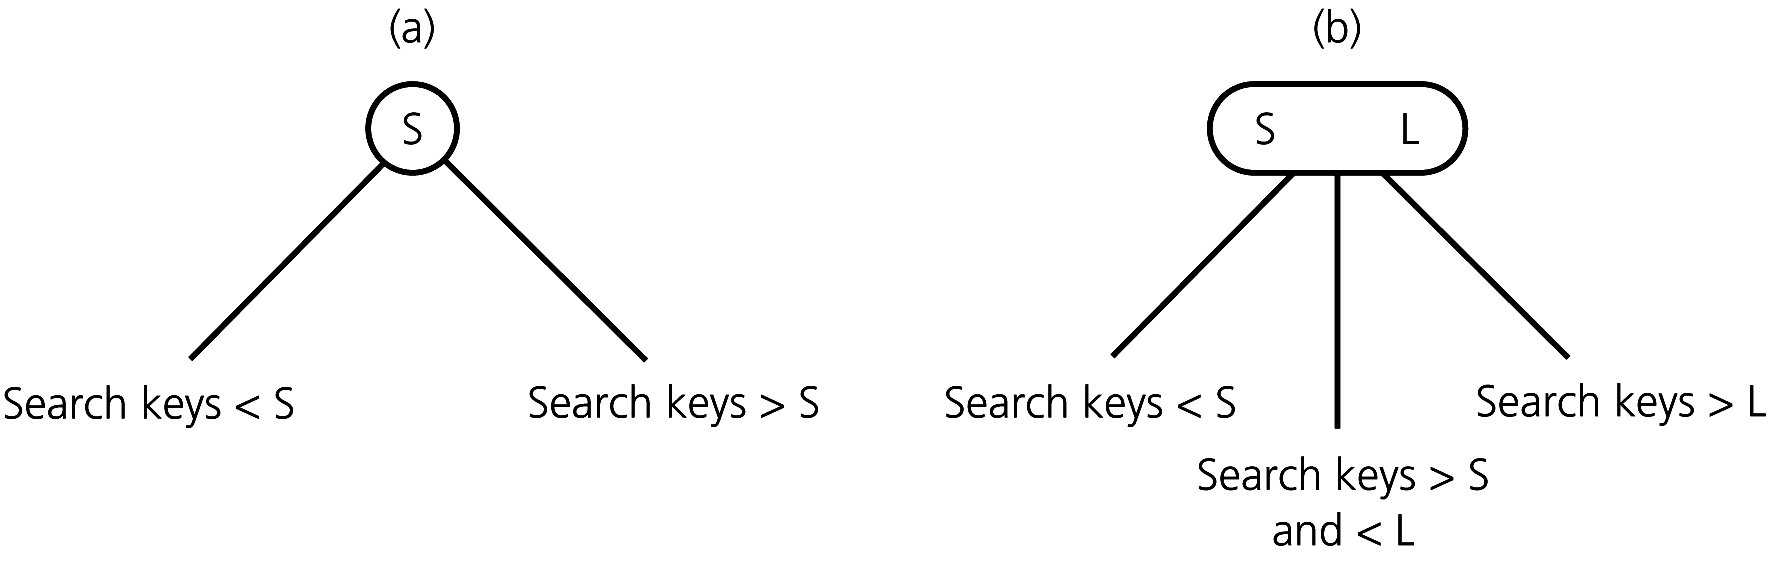 (a)
S
Search keys < S
Search keys > S
(b)
S L
Search keys < S
Search keys > S
and < L
Search keys > L